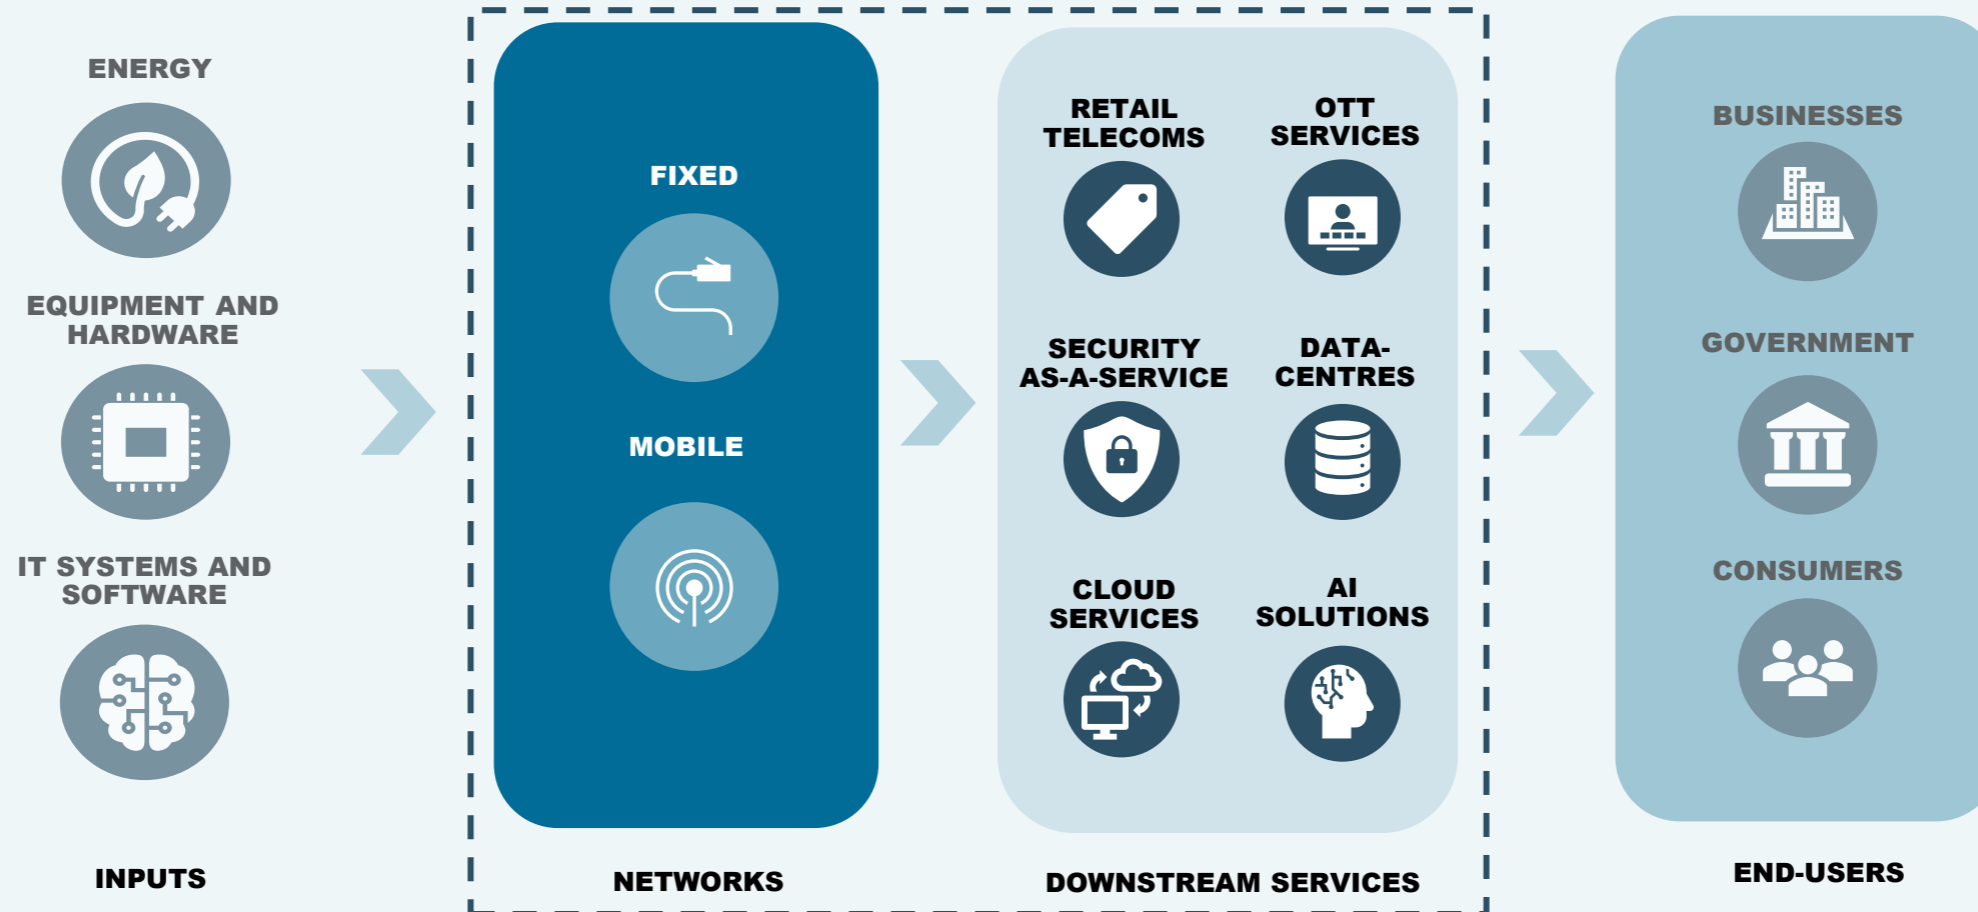 ENERGY
EQUIPMENT AND
HARDWARE
IT SYSTEMS AND
SOFTWARE
INPUTS
FIXED
MOBILE
NETWORKS
RETAIL
TELECOMS
OTT
SERVICES
SECURITY
AS-A-SERVICE
DATA-
CENTRES
CLOUD
SERVICES
AI
SOLUTIONS
DOWNSTREAM SERVICES
BUSINESSES
GOVERNMENT
CONSUMERS
END-USERS